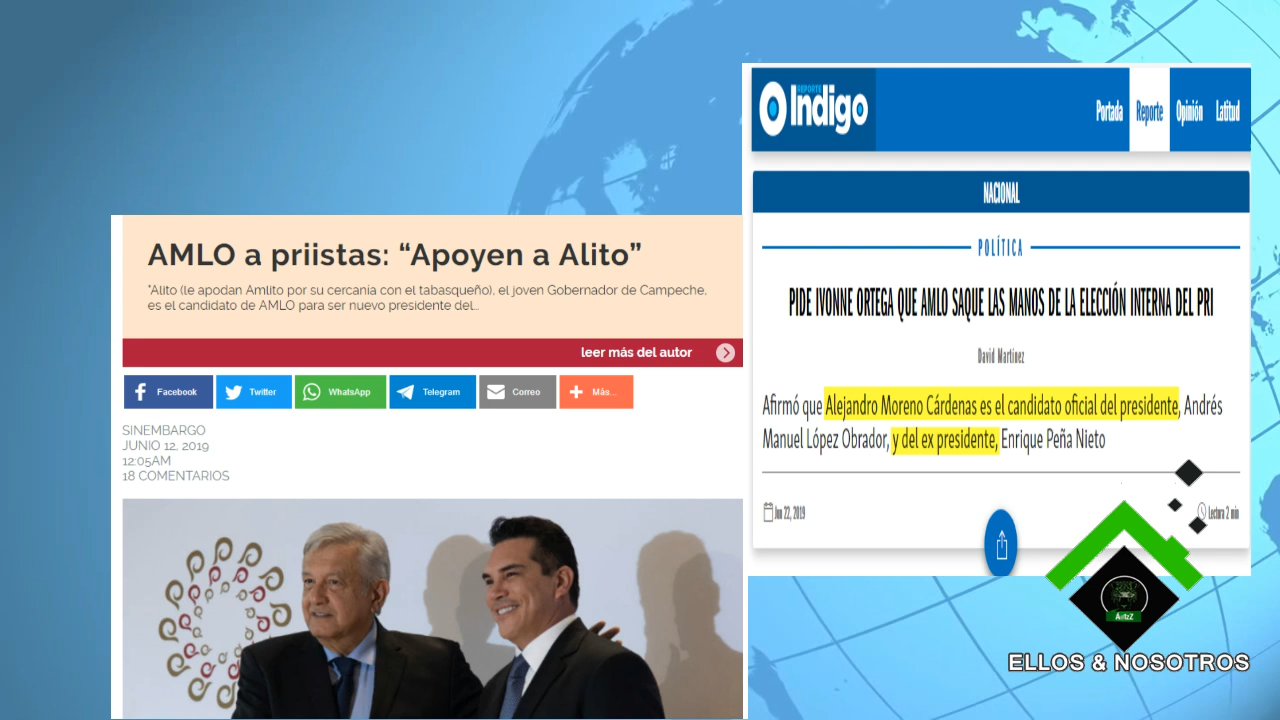 AMLO a priistas: “Apoyen a Alito”
"Alito (le apodan Amlito por su cercanía con el tabasqueño), el joven Gobernador de Campeche,
es el candidato de AMLO para ser nuevo presidente del...
leer más del autor
Facebook
Twitter
WhatsApp
Telegram
Correo
Más...
SINEMBARGO
JUNIO 12, 2019
12:05AM
18 COMENTARIOS
REPORTE
Indigo
Portada
Reporte
Opinión
Latitud
NACIONAL
POLÍTICA
PIDE IVONNE ORTEGA QUE AMLO SAQUE LAS MANOS DE LA ELECCIÓN INTERNA DEL PRI
David Martínez
Afirmó que Alejandro Moreno Cárdenas es el candidato oficial del presidente, Andrés
Manuel López Obrador, y del ex presidente, Enrique Peña Nieto
Jun 22, 2019
Lectura 2 min
ELLOS & NOSOTROS